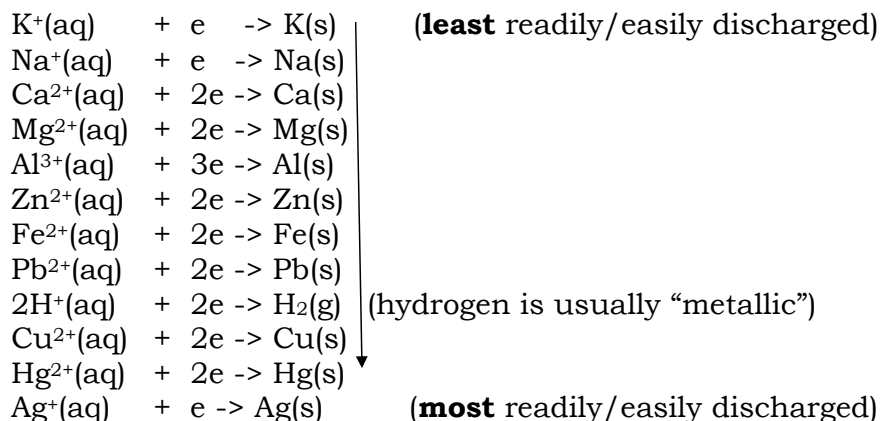 K⁺(aq) + e -> K(s) (least readily/easily discharged)
Na⁺(aq) + e -> Na(s)
Ca²⁺(aq) + 2e -> Ca(s)
Mg²⁺(aq) + 2e -> Mg(s)
Al³⁺(aq) + 3e -> Al(s)
Zn²⁺(aq) + 2e -> Zn(s)
Fe²⁺(aq) + 2e -> Fe(s)
Pb²⁺(aq) + 2e -> Pb(s)
2H⁺(aq) + 2e -> H₂(g) (hydrogen is usually “metallic”)
Cu²⁺(aq) + 2e -> Cu(s)
Hg²⁺(aq) + 2e -> Hg(s)
Ag⁺(aq) + e -> Ag(s) (most readily/easily discharged)